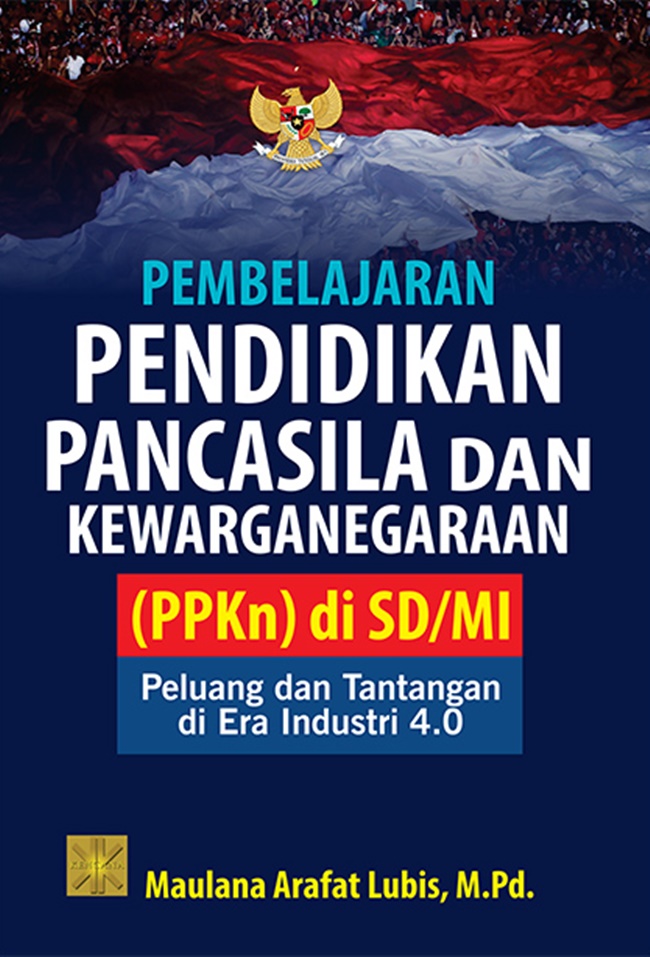 PEMBELAJARAN
PENDIDIKAN
PANCASILA DAN
KEWARGANEGARAAN
(PPKn) di SD/MI
Peluang dan Tantangan
di Era Industri 4.0
KENCANA
Maulana Arafat Lubis, M.Pd.